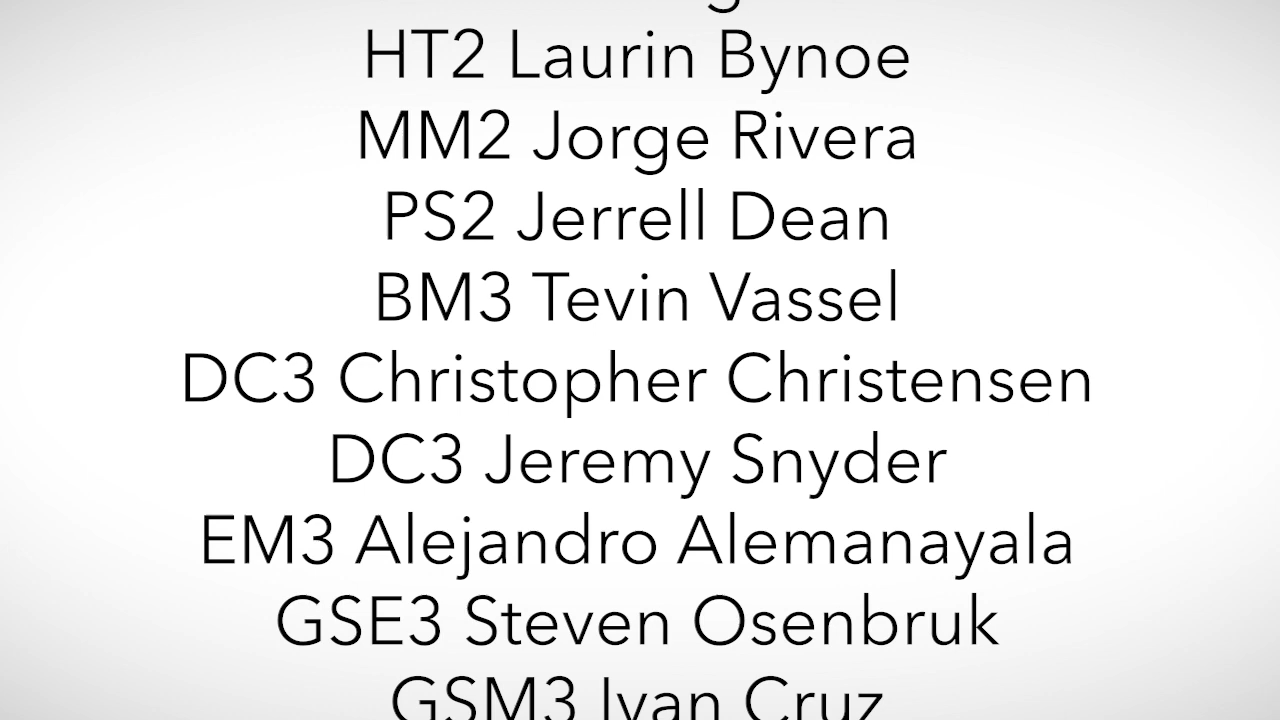 HT2 Laurin Bynoe
MM2 Jorge Rivera
PS2 Jerrell Dean
BM3 Tevin Vassel
DC3 Christopher Christensen
DC3 Jeremy Snyder
EM3 Alejandro Alemanayala
GSE3 Steven Osenbruk
GSM3 Ivan Cruz